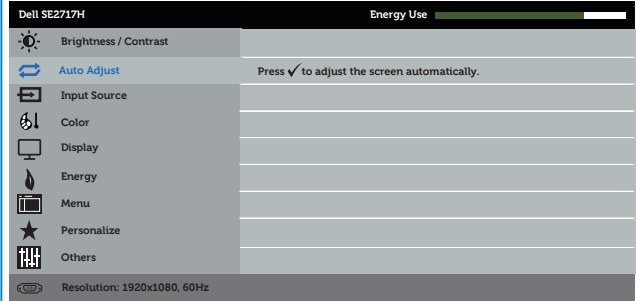 Dell SE2717H Energy Use
Brightness / Contrast
Auto Adjust Press ✓ to adjust the screen automatically.
Input Source
Color
Display
Energy
Menu
Personalize
Others
Resolution: 1920x1080, 60Hz